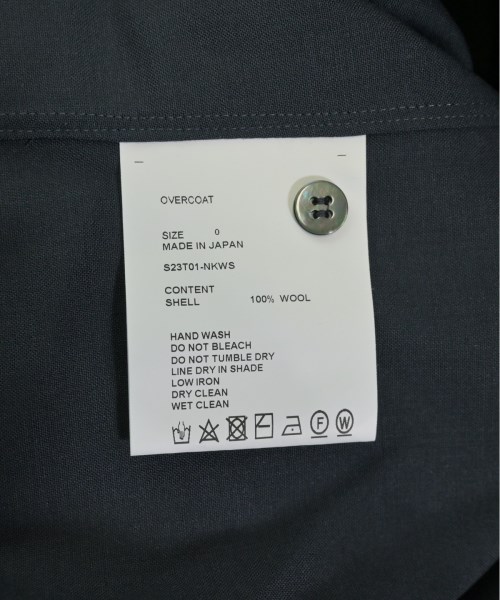 OVERCOAT
SIZE 0
MADE IN JAPAN
S23T01-NKWS
CONTENT
SHELL 100% WOOL
HAND WASH
DO NOT BLEACH
DO NOT TUMBLE DRY
LINE DRY IN SHADE
LOW IRON
DRY CLEAN
WET CLEAN
F W